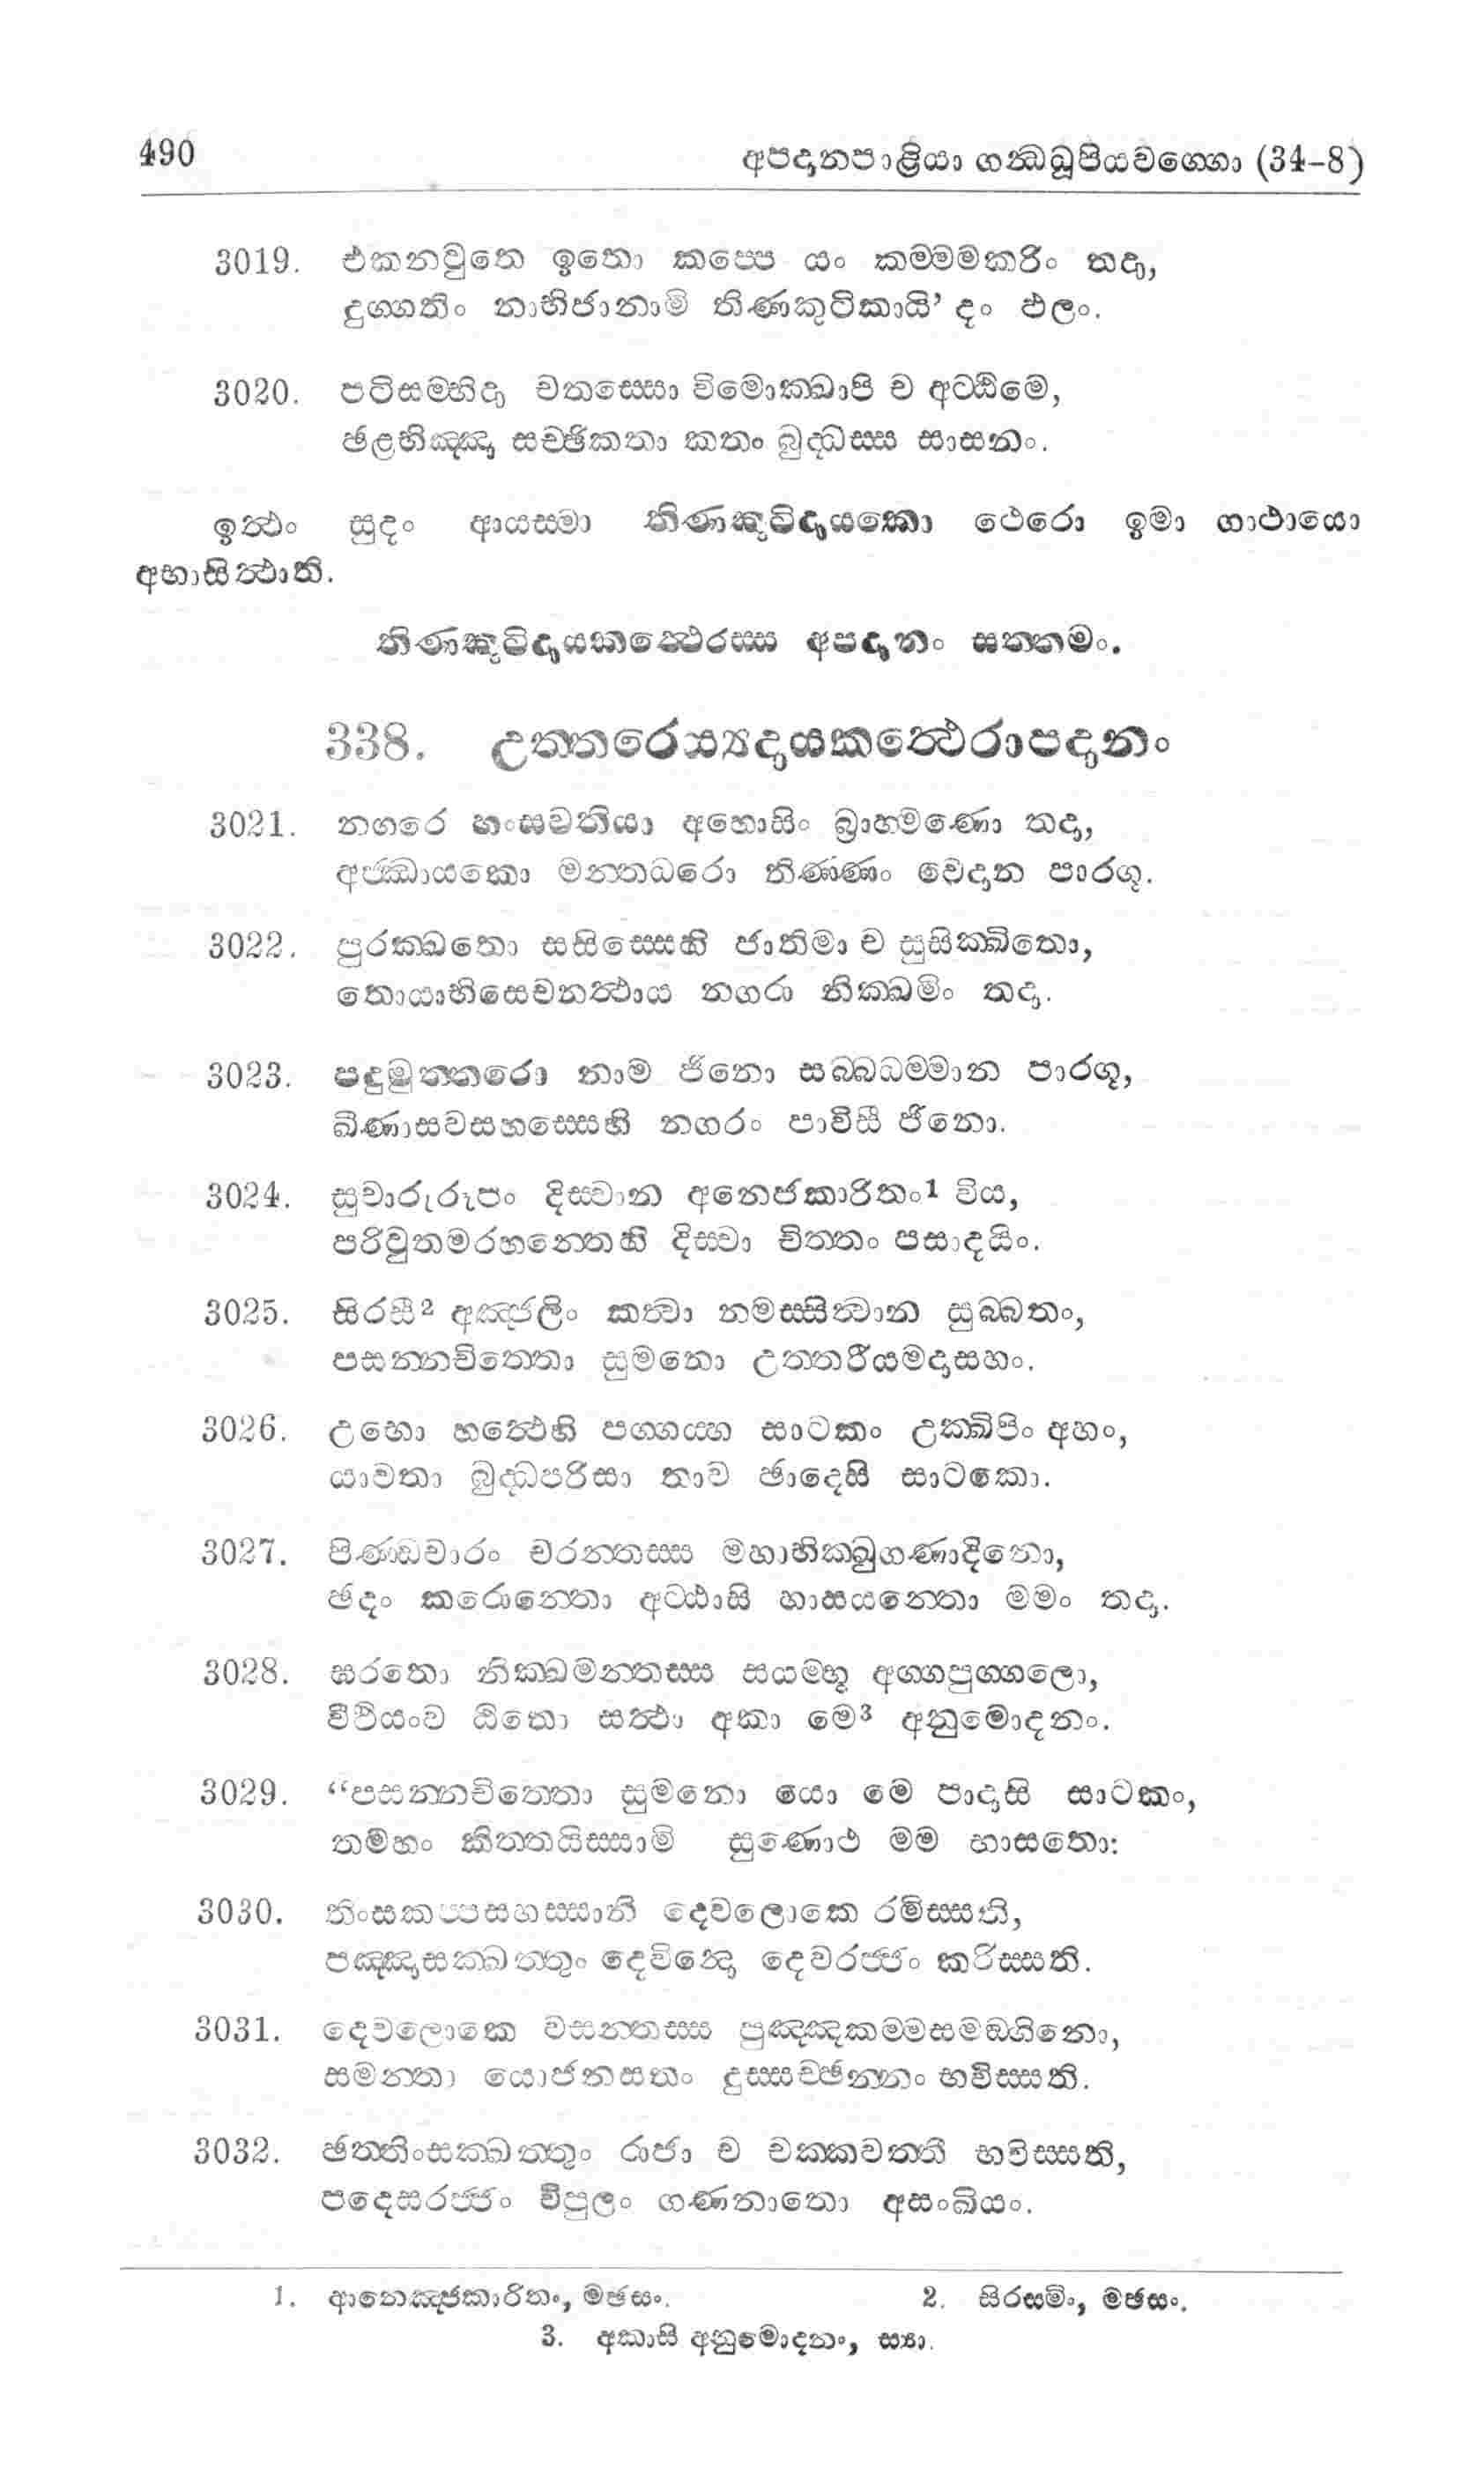 490 අපදානපාළියා ගන්ධධූපියවග්ගො (34-8)
3019. එකනවුතෙ ඉතො කප්පෙ යං කම්මමකරිං තදා,
දුග්ගතිං නාභිජානාමි තිණකුටිකායි’ දං ඵලං.
3020. පටිසම්භිදා චතස්සො විමොක්ඛාපි ච අට්ඨිමෙ,
ඡළභිඤ්ඤා සච්ඡිකතා කතං බුද්ධස්ස සාසනං.
ඉත්ථං සුදං ආයස්මා තිණකුටිදායකො ථෙරො ඉමා ගාථායො
අභාසිත්ථාති.
තිණකුටිදායකත්ථෙරස්ස අපදානං සත්තමං.
338. උත්තරෙය්‍යදායකත්ථෙරාපදානං
3021. නගරෙ හංසවතියා අහොසිං බ්‍රාහ්මණො තදා,
අජ්ඣායකො මන්තධරො තිණ්ණං වෙදාන පාරගූ.
3022. පුරක්ඛතො සසිස්සෙහි ජාතිමා ච සුසික්ඛිතො,
තොයාභිසෙචනත්ථාය නගරා නික්ඛමිං තදා.
3023. පදුමුත්තරො නාම ජිනො සබ්බධම්මාන පාරගූ,
ඛීණාසවසහස්සෙහි නගරං පාවිසී ජිනො.
3024. සුචාරුරූපං දිස්වාන අනෙජකාරිතං1 විය,
පරිවුතමරහන්තෙහි දිස්වා චිත්තං පසාදයිං.
3025. සිරසී2 අඤ්ජලිං කත්වා නමස්සිත්වාන සුබ්බතං,
පසන්නචිත්තො සුමනො උත්තරීයමදාසහං.
3026. උභො හත්ථෙහි පග්ගය්හ සාටකං උක්ඛිපිං අහං,
යාවතා බුද්ධපරිසා තාව ඡාදෙසි සාටකො.
3027. පිණ්ඩචාරං චරන්තස්ස මහාභික්ඛුගණාදිනො,
ඡදං කරොන්තො අට්ඨාසි හාසයන්තො මමං තදා.
3028. ඝරතො නික්ඛමන්තස්ස සයම්භූ අග්ගපුග්ගලො,
වීථියංව ඨිතො සත්ථා අකා මෙ3 අනුමොදනං.
3029. “පසන්නචිත්තො සුමනො යො මෙ පාදාසි සාටකං,
තමහං කිත්තයිස්සාමි සුණොථ මම භාසතො:
3030. තිංසකප්පසහස්සානි දෙවලොකෙ රමිස්සති,
පඤ්ඤාසක්ඛත්තුං දෙවින්දො දෙවරජ්ජං කරිස්සති.
3031. දෙවලොකෙ වසන්තස්ස පුඤ්ඤකම්මසමඞ්ගිනො,
සමන්තා යොජනසතං දුස්සච්ඡන්නං භවිස්සති.
3032. ඡත්තිංසක්ඛත්තුං රාජා ච චක්කවත්තී භවිස්සති,
පදෙසරජ්ජං විපුලං ගණනාතො අසංඛියං.
1. ආනෙඤ්ජකාරිතං, මඡසං. 2. සිරස්මිං, මඡසං.
3. අකාසි අනුමොදනං, ස්‍යා.